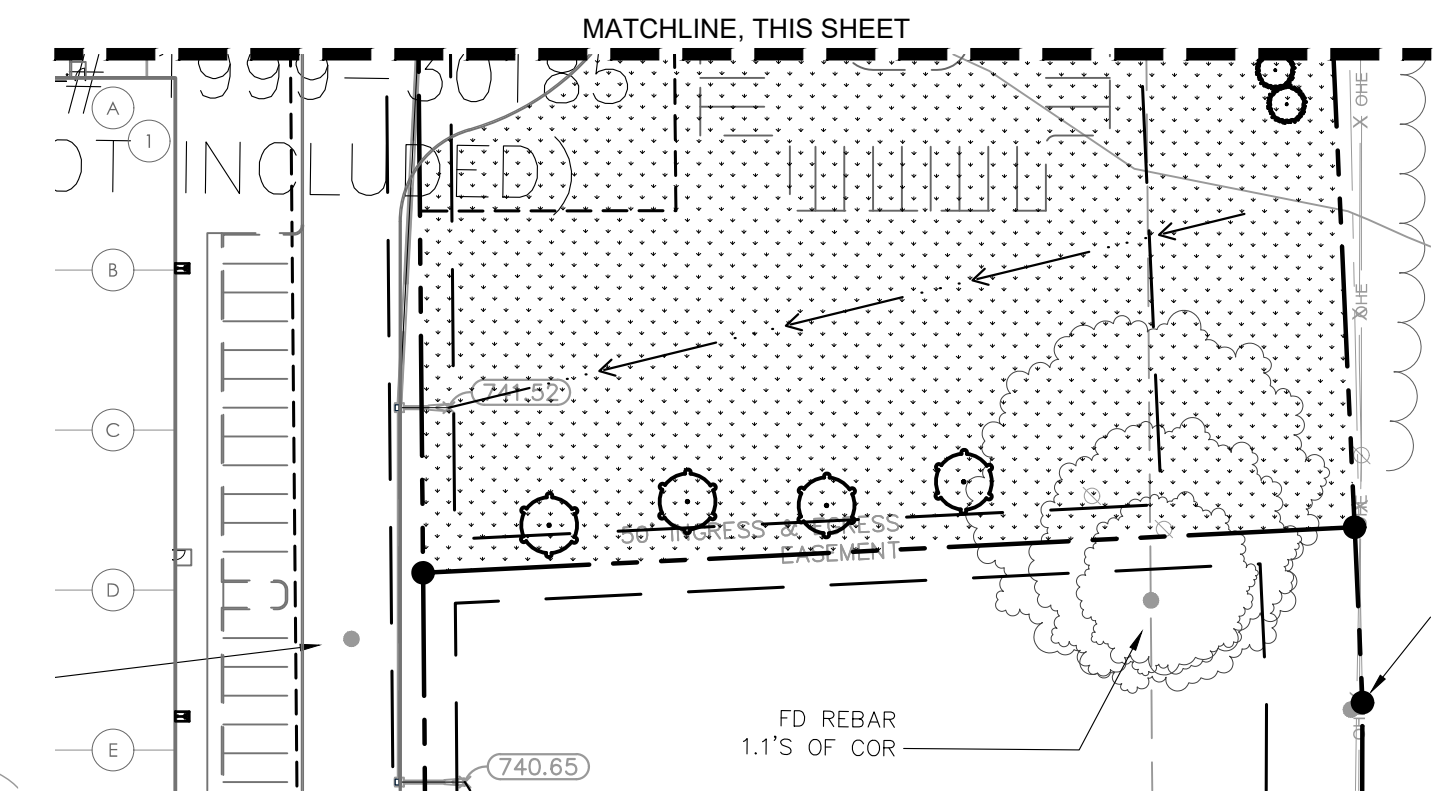 MATCHLINE, THIS SHEET
#1999-30185
OT INCLUDED)
A
1
B
C
D
E
X OHE
OHE
741.52
50' INGRESS & EGRESS
EASEMENT
FD REBAR
1.1'S OF COR
740.65